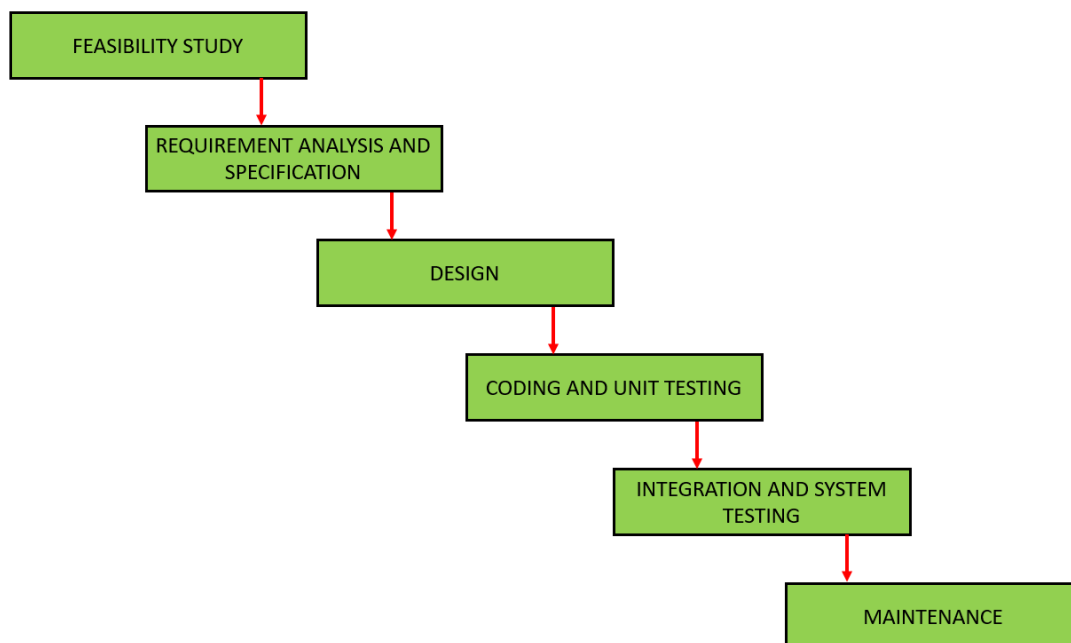 FEASIBILITY STUDY
REQUIREMENT ANALYSIS AND
SPECIFICATION
DESIGN
CODING AND UNIT TESTING
INTEGRATION AND SYSTEM
TESTING
MAINTENANCE